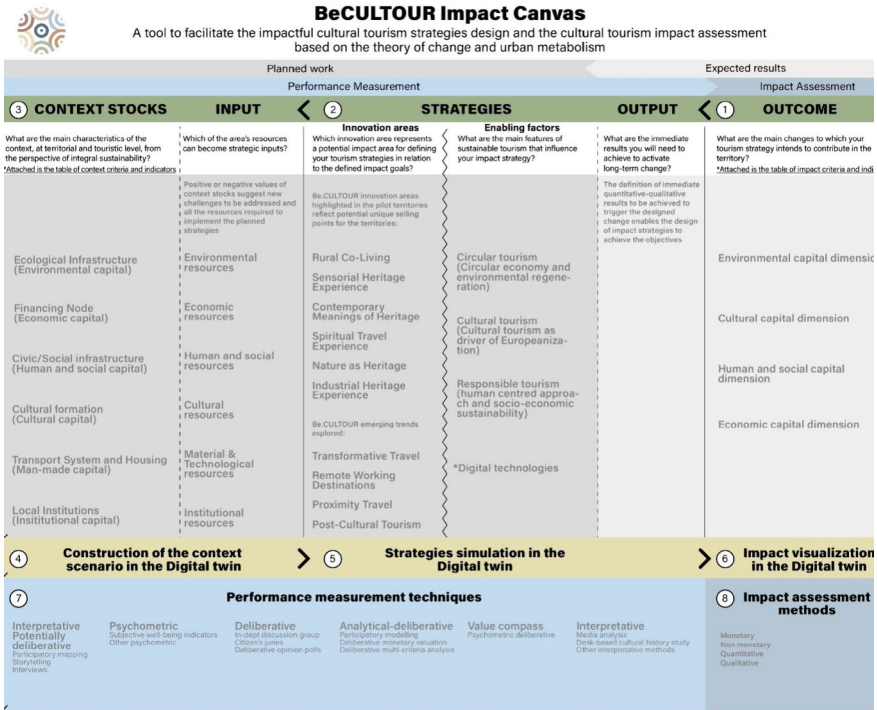 BeCULTOUR Impact Canvas
A tool to facilitate the impactful cultural tourism strategies design and the cultural tourism impact assessment
based on the theory of change and urban metabolism
Planned work
Expected results
Performance Measurement
Impact Assessment
3 CONTEXT STOCKS
INPUT
2 STRATEGIES
OUTPUT
1 OUTCOME
What are the main characteristics of the
context, at territorial and touristic level, from
the perspective of integral sustainability?
*Attached is the table of context criteria and indicators
Which of the area's resources
can become strategic inputs?
Innovation areas
Which innovation area represents
a potential impact area for defining
your tourism strategies in relation
to the defined impact goals?
Enabling factors
What are the main features of
sustainable tourism that influence
your impact strategy?
What are the immediate
results you will need to
achieve to activate
long-term change?
What are the main changes to which your
tourism strategy intends to contribute in the
territory?
*Attached is the table of impact criteria and indi
Ecological Infrastructure
(Environmental capital)
Financing Node
(Economic capital)
Civic/Social infrastructure
(Human and social capital)
Cultural formation
(Cultural capital)
Transport System and Housing
(Man-made capital)
Local Institutions
(Insititutional capital)
Positive or negative values of
context stocks suggest new
challenges to be addressed and
all the resources required to
implement the planned
strategies
Environmental
resources
Economic
resources
Human and social
resources
Cultural
resources
Material &
Technological
resources
Institutional
resources
Be.CULTOUR innovation areas
highlighted in the pilot territories
reflect potential unique selling
points for the territories:
Rural Co-Living
Sensorial Heritage
Experience
Contemporary
Meanings of Heritage
Spiritual Travel
Experience
Nature as Heritage
Industrial Heritage
Experience
Be.CULTOUR emerging trends
explored:
Transformative Travel
Remote Working
Destinations
Proximity Travel
Post-Cultural Tourism
Circular tourism
(Circular economy and
environmental regene-
ration)
Cultural tourism
(Cultural tourism as
driver of Europeaniza-
tion)
Responsible tourism
(human centred approa-
ch and socio-economic
sustainability)
*Digital technologies
The definition of immediate
quantitative-qualitative
results to be achieved to
trigger the designed
change enables the design
of impact strategies to
achieve the objectives
Environmental capital dimensic
Cultural capital dimension
Human and social capital
dimension
Economic capital dimension
4 Construction of the context
scenario in the Digital twin
5 Strategies simulation in the
Digital twin
6 Impact visualization
in the Digital twin
7 Performance measurement techniques
8 Impact assessment
methods
Interpretative
Potentially
deliberative
Participatory mapping
Storytelling
Interviews
Psychometric
Subjective well-being indicators
Other psychometric
Deliberative
In-dept discussion group
Citizen's juries
Deliberative opinion polls
Analytical-deliberative
Participatory modelling
Deliberative monetary valuation
Deliberative multi-criteria analysis
Value compass
Psychometric deliberative
Interpretative
Media analysis
Desk-based cultural history study
Other interpretative methods
Monetary
Non monetary
Quantitative
Qualitative